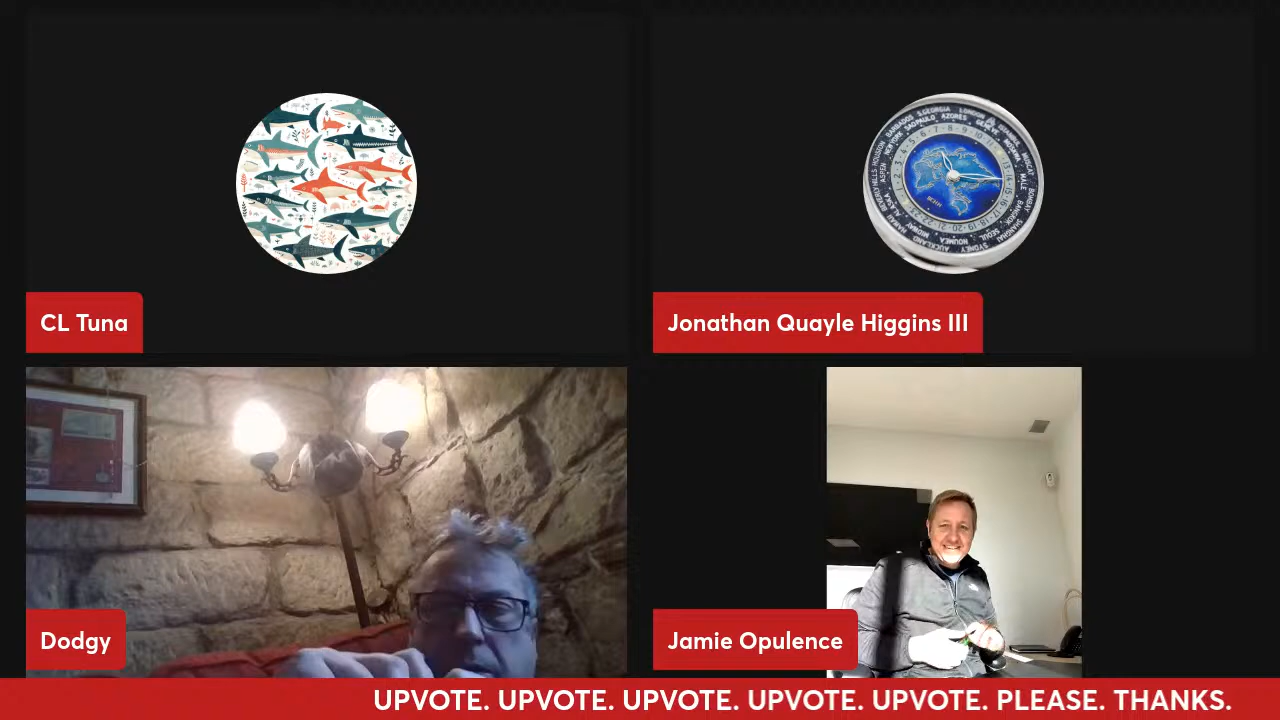 CL Tuna
Jonathan Quayle Higgins III
Dodgy
Jamie Opulence
UPVOTE. UPVOTE. UPVOTE. UPVOTE. UPVOTE. PLEASE. THANKS.